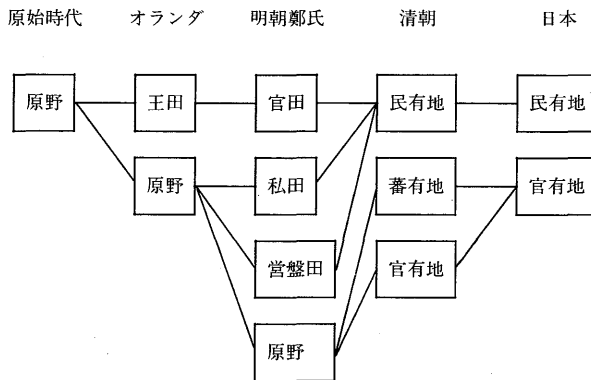 原始時代 オランダ 明朝鄭氏 清朝 日本
原野 王田 官田 民有地 民有地
原野 私田 蕃有地 官有地
営盤田 官有地
原野